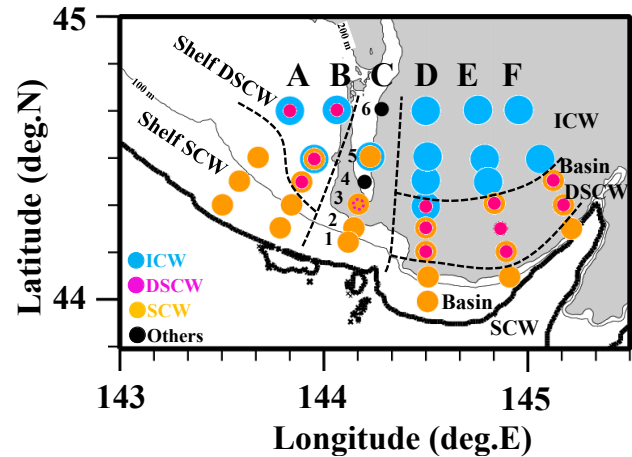 45
200 m
Shelf DSCW
A B C D E F
6
ICW
100 m
Shelf SCW
5
4
3
2
1
Basin
DSCW
ICW
DSCW
SCW
Others
Basin
SCW
44
Latitude (deg.N)
143 144 145
Longitude (deg.E)